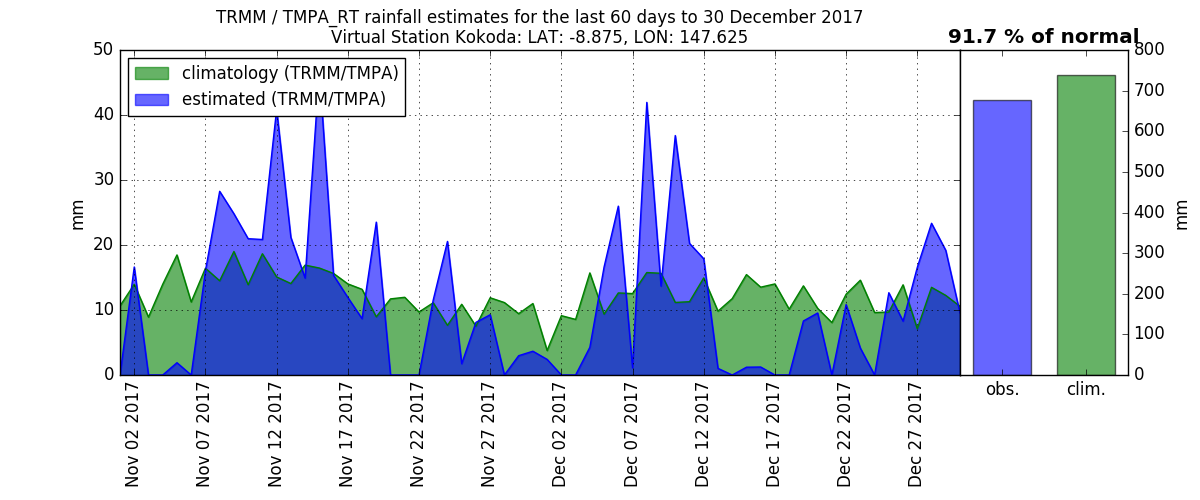 TRMM / TMPA_RT rainfall estimates for the last 60 days to 30 December 2017
Virtual Station Kokoda: LAT: -8.875, LON: 147.625
91.7 % of normal
climatology (TRMM/TMPA)
estimated (TRMM/TMPA)
50
40
30
20
10
0
mm
800
700
600
500
400
300
200
100
0
mm
Nov 02 2017
Nov 07 2017
Nov 12 2017
Nov 17 2017
Nov 22 2017
Nov 27 2017
Dec 02 2017
Dec 07 2017
Dec 12 2017
Dec 17 2017
Dec 22 2017
Dec 27 2017
obs.
clim.